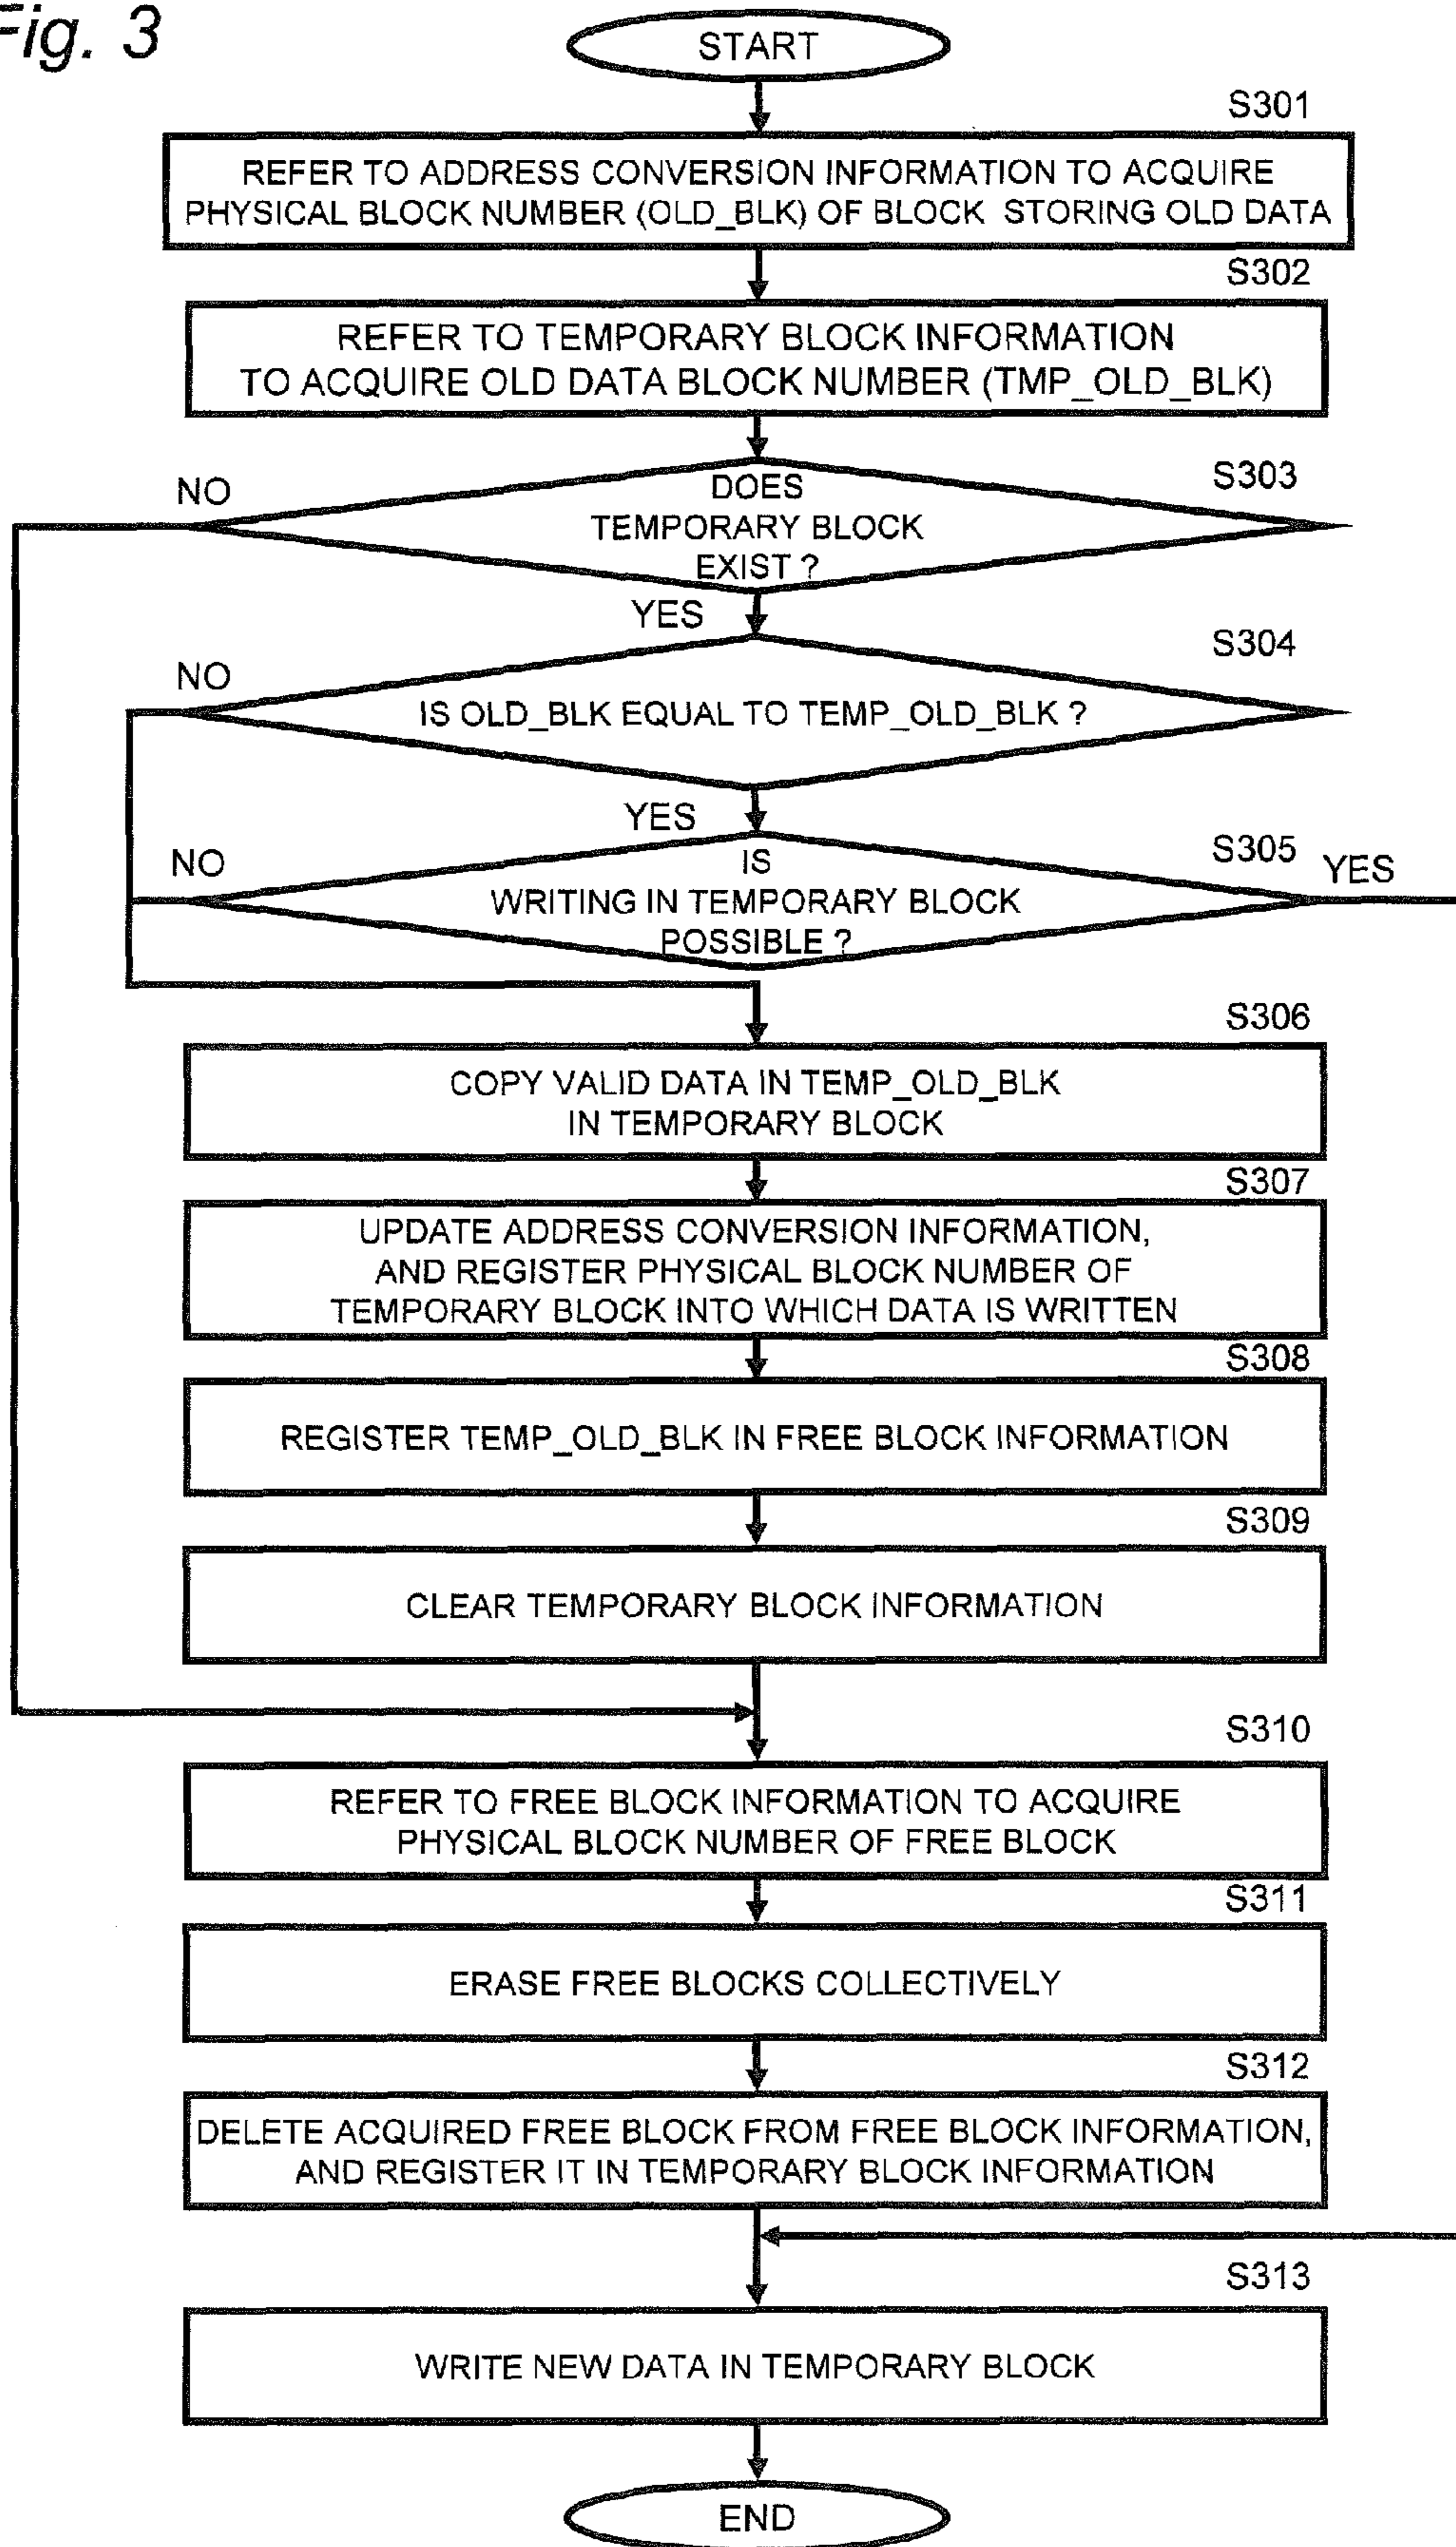 Fig. 3
START
S301
REFER TO ADDRESS CONVERSION INFORMATION TO ACQUIRE
PHYSICAL BLOCK NUMBER (OLD_BLK) OF BLOCK STORING OLD DATA
S302
REFER TO TEMPORARY BLOCK INFORMATION
TO ACQUIRE OLD DATA BLOCK NUMBER (TMP_OLD_BLK)
S303
NO
DOES
TEMPORARY BLOCK
EXIST ?
YES
S304
NO
IS OLD_BLK EQUAL TO TEMP_OLD_BLK ?
YES
S305
YES
NO
IS
WRITING IN TEMPORARY BLOCK
POSSIBLE ?
S306
COPY VALID DATA IN TEMP_OLD_BLK
IN TEMPORARY BLOCK
S307
UPDATE ADDRESS CONVERSION INFORMATION,
AND REGISTER PHYSICAL BLOCK NUMBER OF
TEMPORARY BLOCK INTO WHICH DATA IS WRITTEN
S308
REGISTER TEMP_OLD_BLK IN FREE BLOCK INFORMATION
S309
CLEAR TEMPORARY BLOCK INFORMATION
S310
REFER TO FREE BLOCK INFORMATION TO ACQUIRE
PHYSICAL BLOCK NUMBER OF FREE BLOCK
S311
ERASE FREE BLOCKS COLLECTIVELY
S312
DELETE ACQUIRED FREE BLOCK FROM FREE BLOCK INFORMATION,
AND REGISTER IT IN TEMPORARY BLOCK INFORMATION
S313
WRITE NEW DATA IN TEMPORARY BLOCK
END